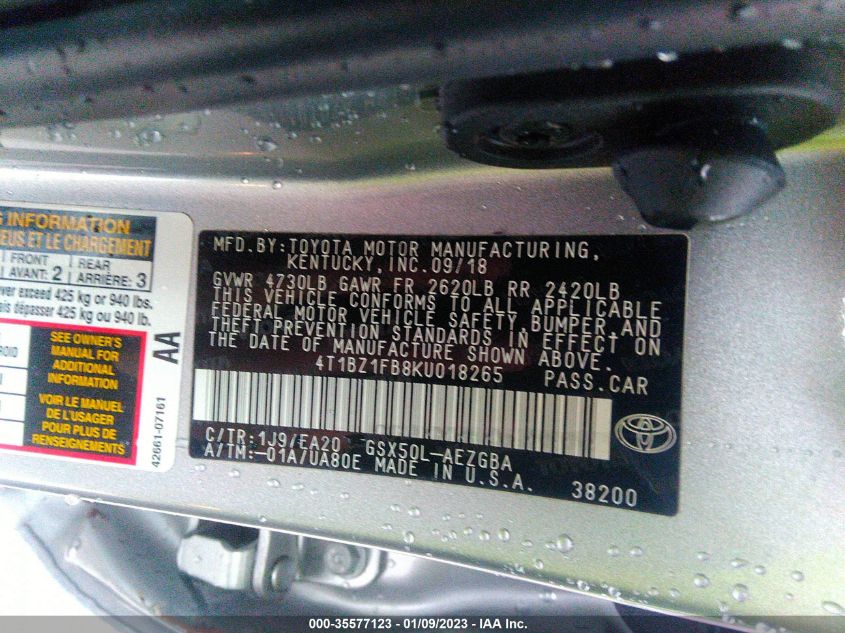 G INFORMATION
EUS ET LE CHARGEMENT
FRONT
AVANT: 2
REAR
ARRIÈRE: 3
ever exceed 425 kg or 940 lbs.
ais dépasser 425 kg ou 940 lb.
SEE OWNER'S
MANUAL FOR
ADDITIONAL
INFORMATION
VOIR LE MANUEL
DE L'USAGER
POUR PLUS DE
RENSEIGNEMENTS
AA
42661-07161
MFD.BY:TOYOTA MOTOR MANUFACTURING,
KENTUCKY,INC.09/18
GVWR 4730LB GAWR FR 2620LB RR 2420LB
THIS VEHICLE CONFORMS TO ALL APPLICABLE
FEDERAL MOTOR VEHICLE SAFETY,BUMPER,AND
THEFT PREVENTION STANDARDS IN EFFECT ON
THE DATE OF MANUFACTURE SHOWN ABOVE.
4T1BZ1FB8KU018265 PASS.CAR
C/TR:1J9/EA20 GSX50L-AEZGBA
A/TM:-01A/UA80E MADE IN U.S.A.
38200
000-35577123 - 01/09/2023 - IAA Inc.